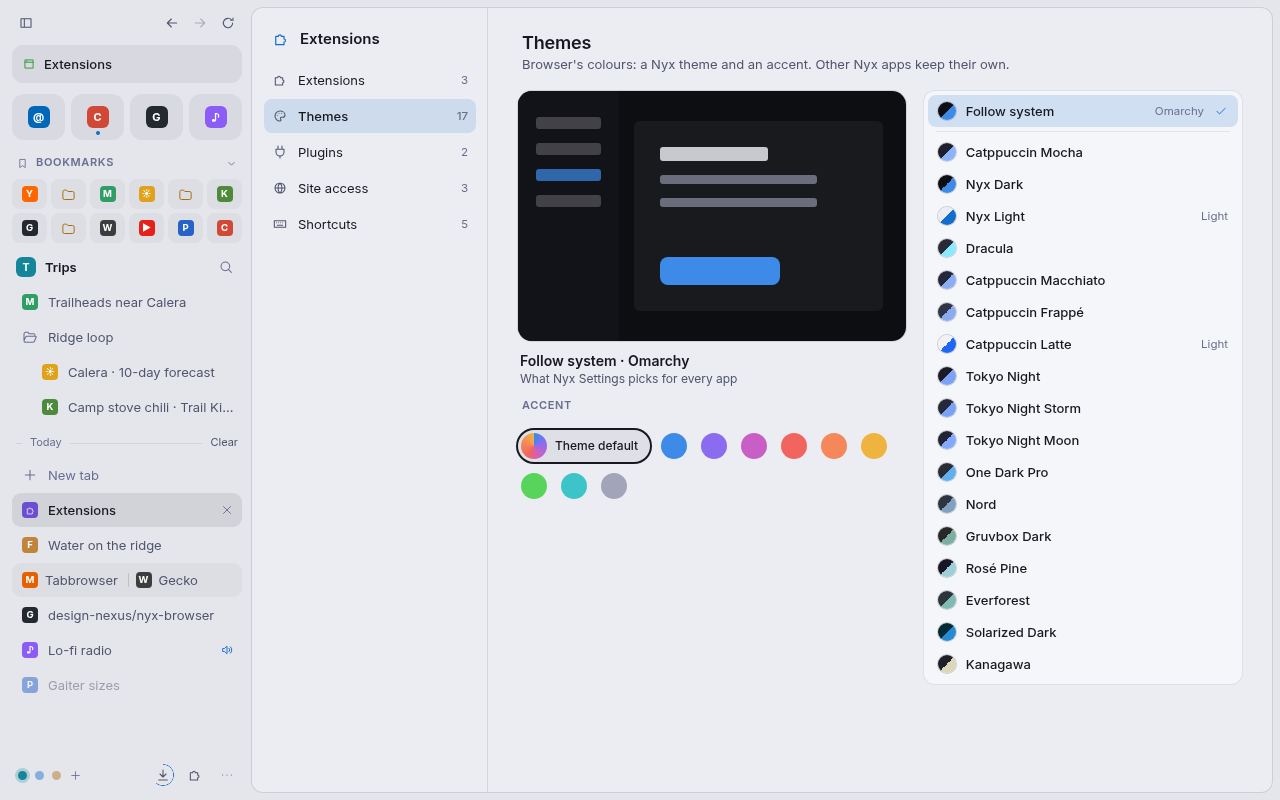 Extensions
@
C
G
BOOKMARKS
Y
M
K
G
W
P
C
T
Trips
M
Trailheads near Calera
Ridge loop
Calera · 10-day forecast
K
Camp stove chili · Trail Ki...
Today
Clear
New tab
Extensions
F
Water on the ridge
M
Tabbrowser
W
Gecko
G
design-nexus/nyx-browser
Lo-fi radio
P
Gaiter sizes
Extensions
Extensions
3
Themes
17
Plugins
2
Site access
3
Shortcuts
5
Themes
Browser's colours: a Nyx theme and an accent. Other Nyx apps keep their own.
Follow system · Omarchy
What Nyx Settings picks for every app
ACCENT
Theme default
Follow system
Omarchy
Catppuccin Mocha
Nyx Dark
Nyx Light
Light
Dracula
Catppuccin Macchiato
Catppuccin Frappé
Catppuccin Latte
Light
Tokyo Night
Tokyo Night Storm
Tokyo Night Moon
One Dark Pro
Nord
Gruvbox Dark
Rosé Pine
Everforest
Solarized Dark
Kanagawa